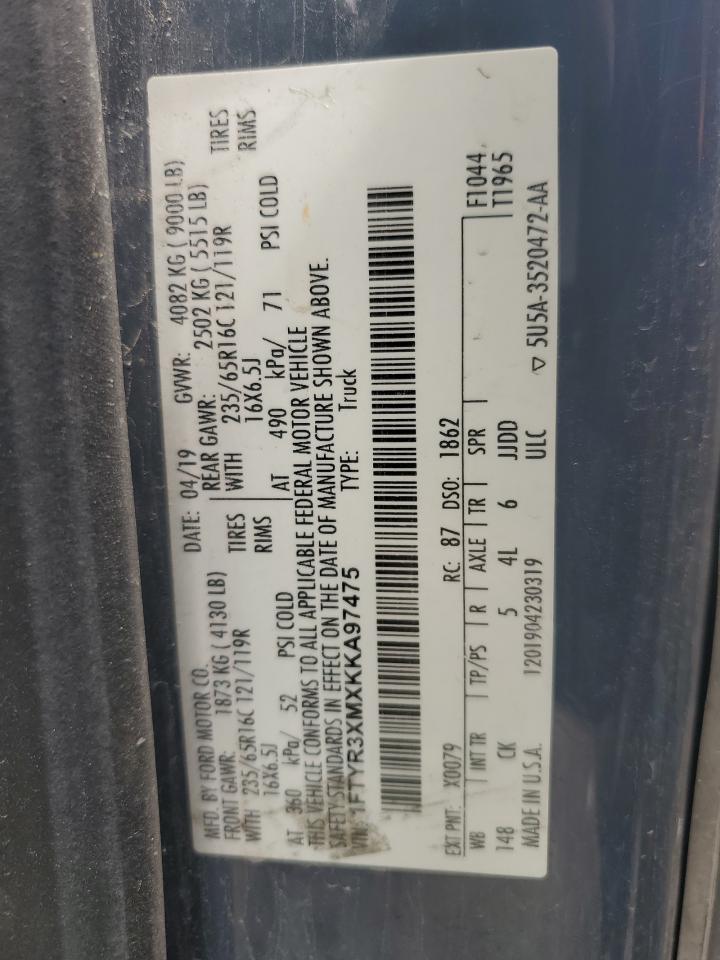 MFD. BY FORD MOTOR CO. DATE: 04/19 GVWR: 4082 KG ( 9000 LB)
FRONT GAWR: 1873 KG ( 4130 LB) REAR GAWR: 2502 KG ( 5515 LB)
WITH 235/65R16C 121/119R TIRES WITH 235/65R16C 121/119R TIRES
16X6.5J RIMS 16X6.5J RIMS
AT 360 kPa/ 52 PSI COLD AT 490 kPa/ 71 PSI COLD
THIS VEHICLE CONFORMS TO ALL APPLICABLE FEDERAL MOTOR VEHICLE
SAFETY STANDARDS IN EFFECT ON THE DATE OF MANUFACTURE SHOWN ABOVE.
VIN: 1FTYR3XMXKKA97475 TYPE: Truck
EXT PNT: X0079 RC: 87 DSO: 1862
WB INT TR TP/PS R AXLE TR SPR F1044
148 CK 5 4L 6 JJDD T1965
MADE IN U.S.A. 1201904230319 ULC ▽ 5U5A-3520472-AA